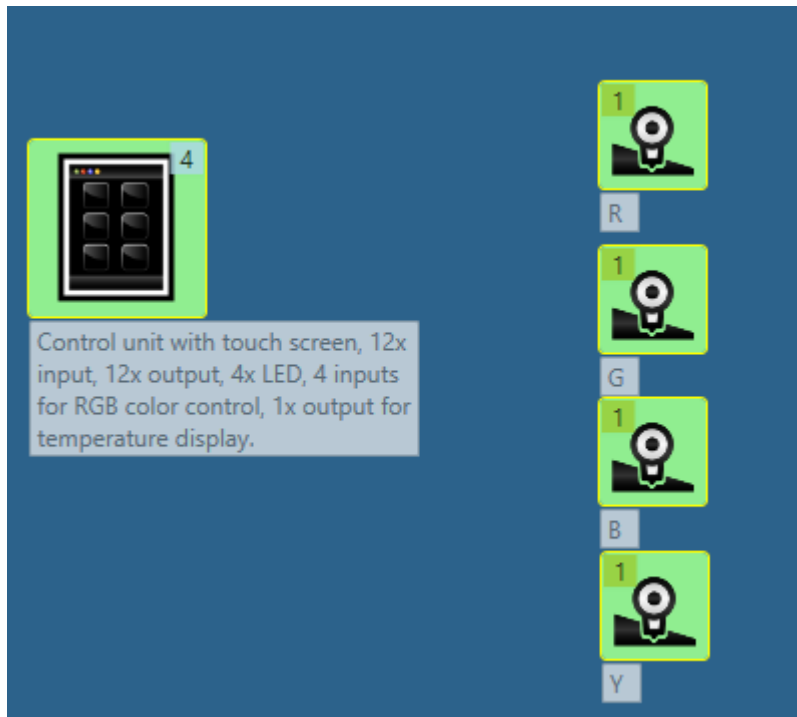 4
Control unit with touch screen, 12x
input, 12x output, 4x LED, 4 inputs
for RGB color control, 1x output for
temperature display.
1
R
1
G
1
B
1
Y